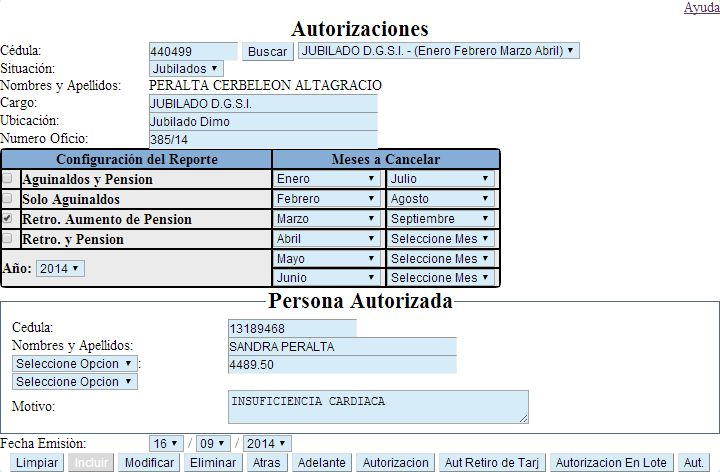 Ayuda
Autorizaciones
Cédula: 440499 Buscar JUBILADO D.G.S.I. - (Enero Febrero Marzo Abril)
Situación: Jubilados
Nombres y Apellidos: PERALTA CERBELEON ALTAGRACIO
Cargo: JUBILADO D.G.S.I.
Ubicación: Jubilado Dimo
Numero Oficio: 385/14
Configuración del Reporte Meses a Cancelar
Aguinaldos y Pension Enero Julio
Solo Aguinaldos Febrero Agosto
Retro. Aumento de Pension Marzo Septiembre
Retro. y Pension Abril Seleccione Mes
Año: 2014 Mayo Seleccione Mes
Junio Seleccione Mes
Persona Autorizada
Cedula: 13189468
Nombres y Apellidos: SANDRA PERALTA
Seleccione Opcion : 4489.50
Seleccione Opcion
Motivo: INSUFICIENCIA CARDIACA
Fecha Emisiòn: 16 / 09 / 2014
Limpiar Incluir Modificar Eliminar Atras Adelante Autorizacion Aut Retiro de Tarj Autorizacion En Lote Aut.